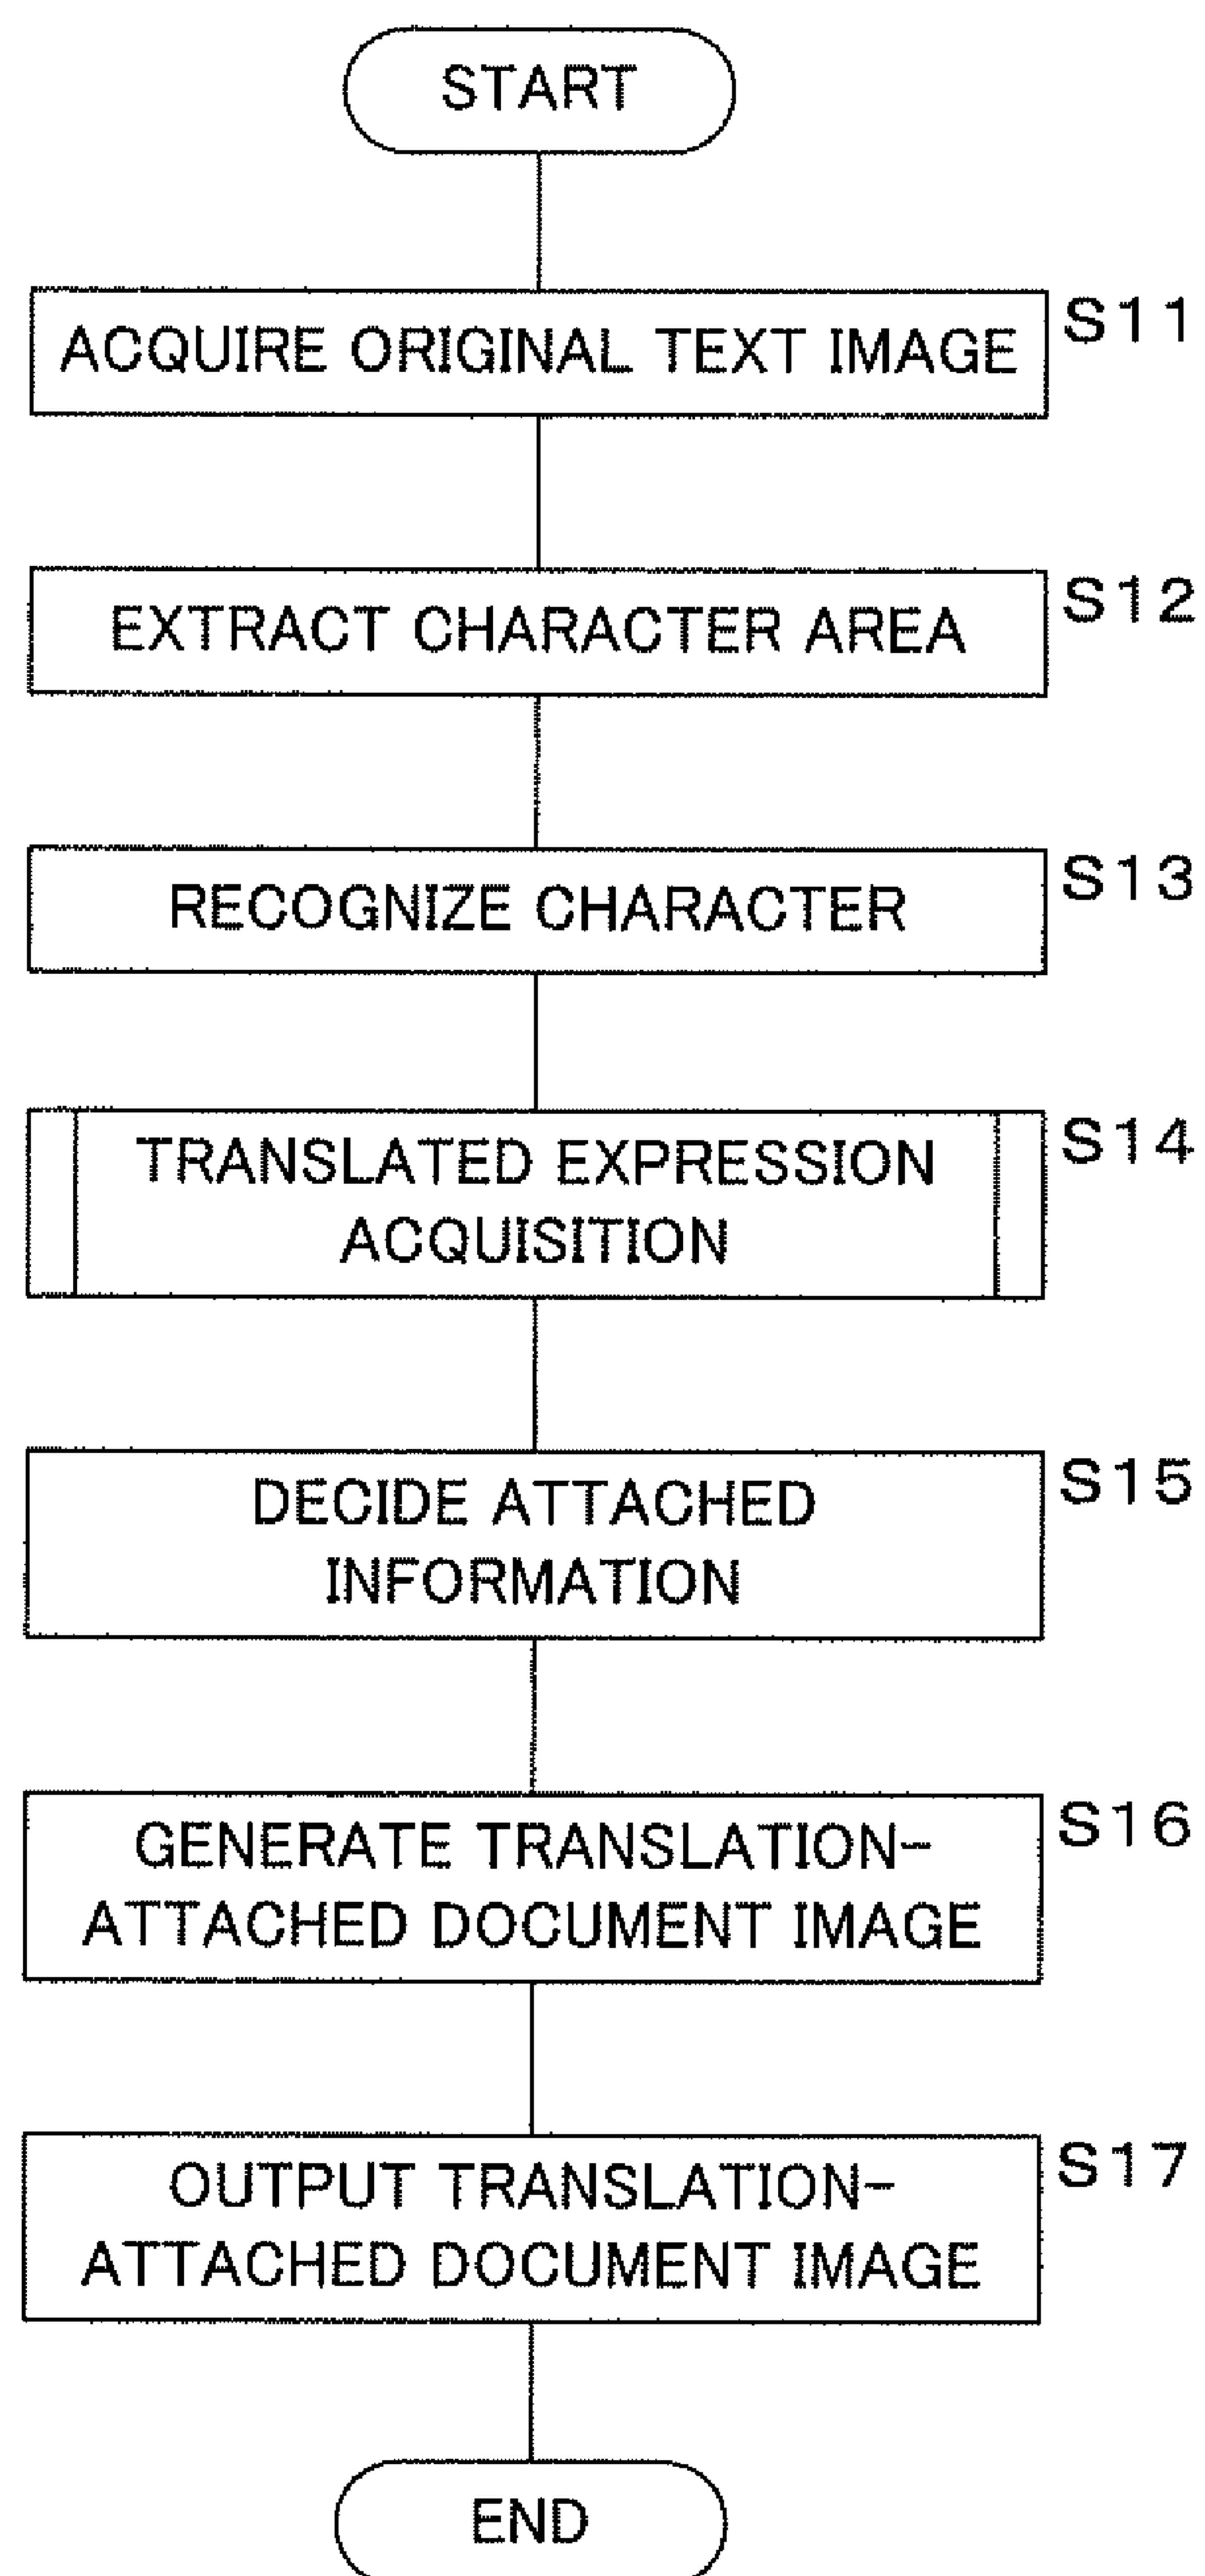 START
ACQUIRE ORIGINAL TEXT IMAGE
S11
EXTRACT CHARACTER AREA
S12
RECOGNIZE CHARACTER
S13
TRANSLATED EXPRESSION
ACQUISITION
S14
DECIDE ATTACHED
INFORMATION
S15
GENERATE TRANSLATION-
ATTACHED DOCUMENT IMAGE
S16
OUTPUT TRANSLATION-
ATTACHED DOCUMENT IMAGE
S17
END